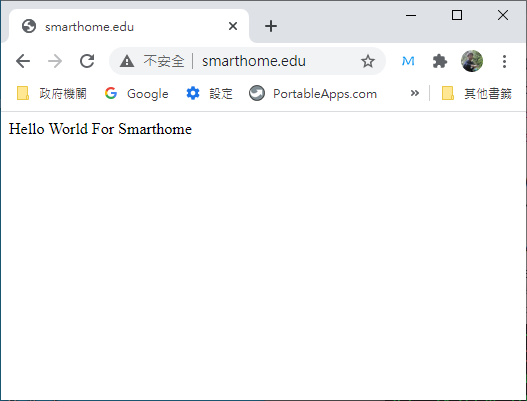 smarthome.edu
不安全 smarthome.edu
政府機關 Google 設定 PortableApps.com » 其他書籤
Hello World For Smarthome